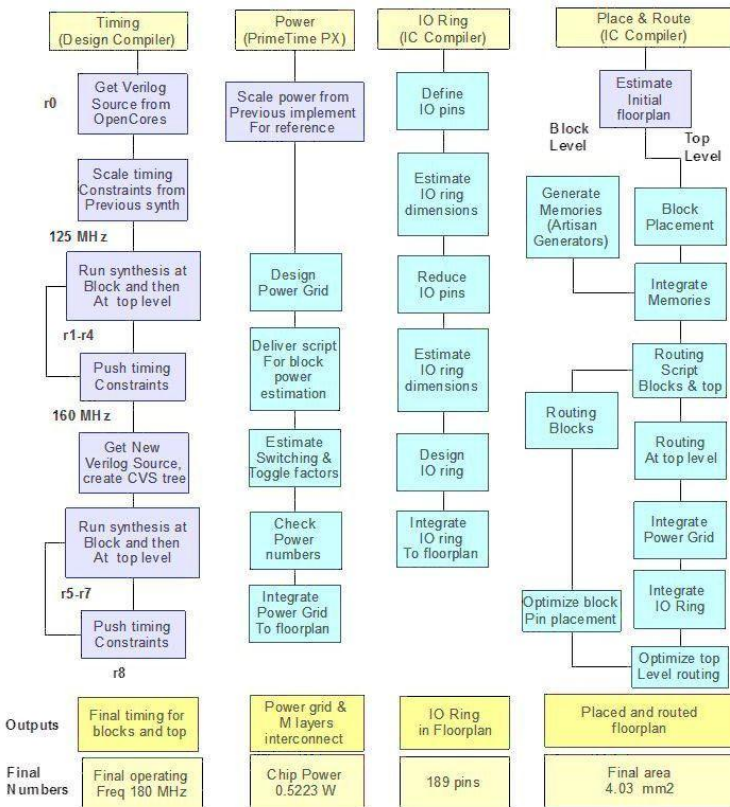 Timing
(Design Compiler)
r0
Get Verilog
Source from
OpenCores
Scale timing
Constraints from
Previous synth
125 MHz
Run synthesis at
Block and then
At top level
r1-r4
Push timing
Constraints
160 MHz
Get New
Verilog Source,
create CVS tree
Run synthesis at
Block and then
At top level
r5-r7
Push timing
Constraints
r8
Power
(PrimeTime PX)
Scale power from
Previous implement
For reference
Design
Power Grid
Deliver script
For block
power
estimation
Estimate
Switching &
Toggle factors
Check
Power
numbers
Integrate
Power Grid
To floorplan
IO Ring
(IC Compiler)
Define
IO pins
Estimate
IO ring
dimensions
Reduce
IO pins
Estimate
IO ring
dimensions
Design
IO ring
Integrate
IO ring
To floorplan
Place & Route
(IC Compiler)
Estimate
Initial
floorplan
Block
Level
Top
Level
Generate
Memories
(Artisan
Generators)
Block
Placement
Integrate
Memories
Routing
Script
Blocks & top
Routing
Blocks
Routing
At top level
Integrate
Power Grid
Integrate
IO Ring
Optimize block
Pin placement
Optimize top
Level routing
Outputs
Final timing for
blocks and top
Power grid &
M layers
interconnect
IO Ring
in Floorplan
Placed and routed
floorplan
Final
Numbers
Final operating
Freq 180 MHz
Chip Power
0.5223 W
189 pins
Final area
4.03 mm2